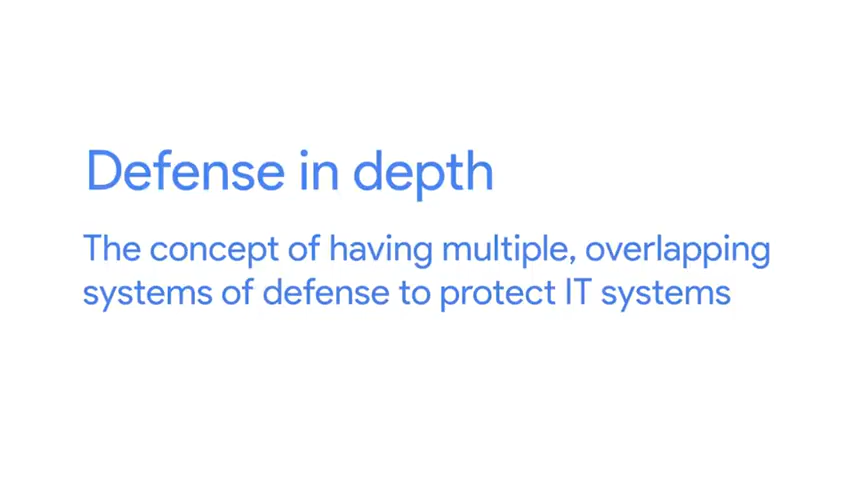 Defense in depth
The concept of having multiple, overlapping
systems of defense to protect IT systems